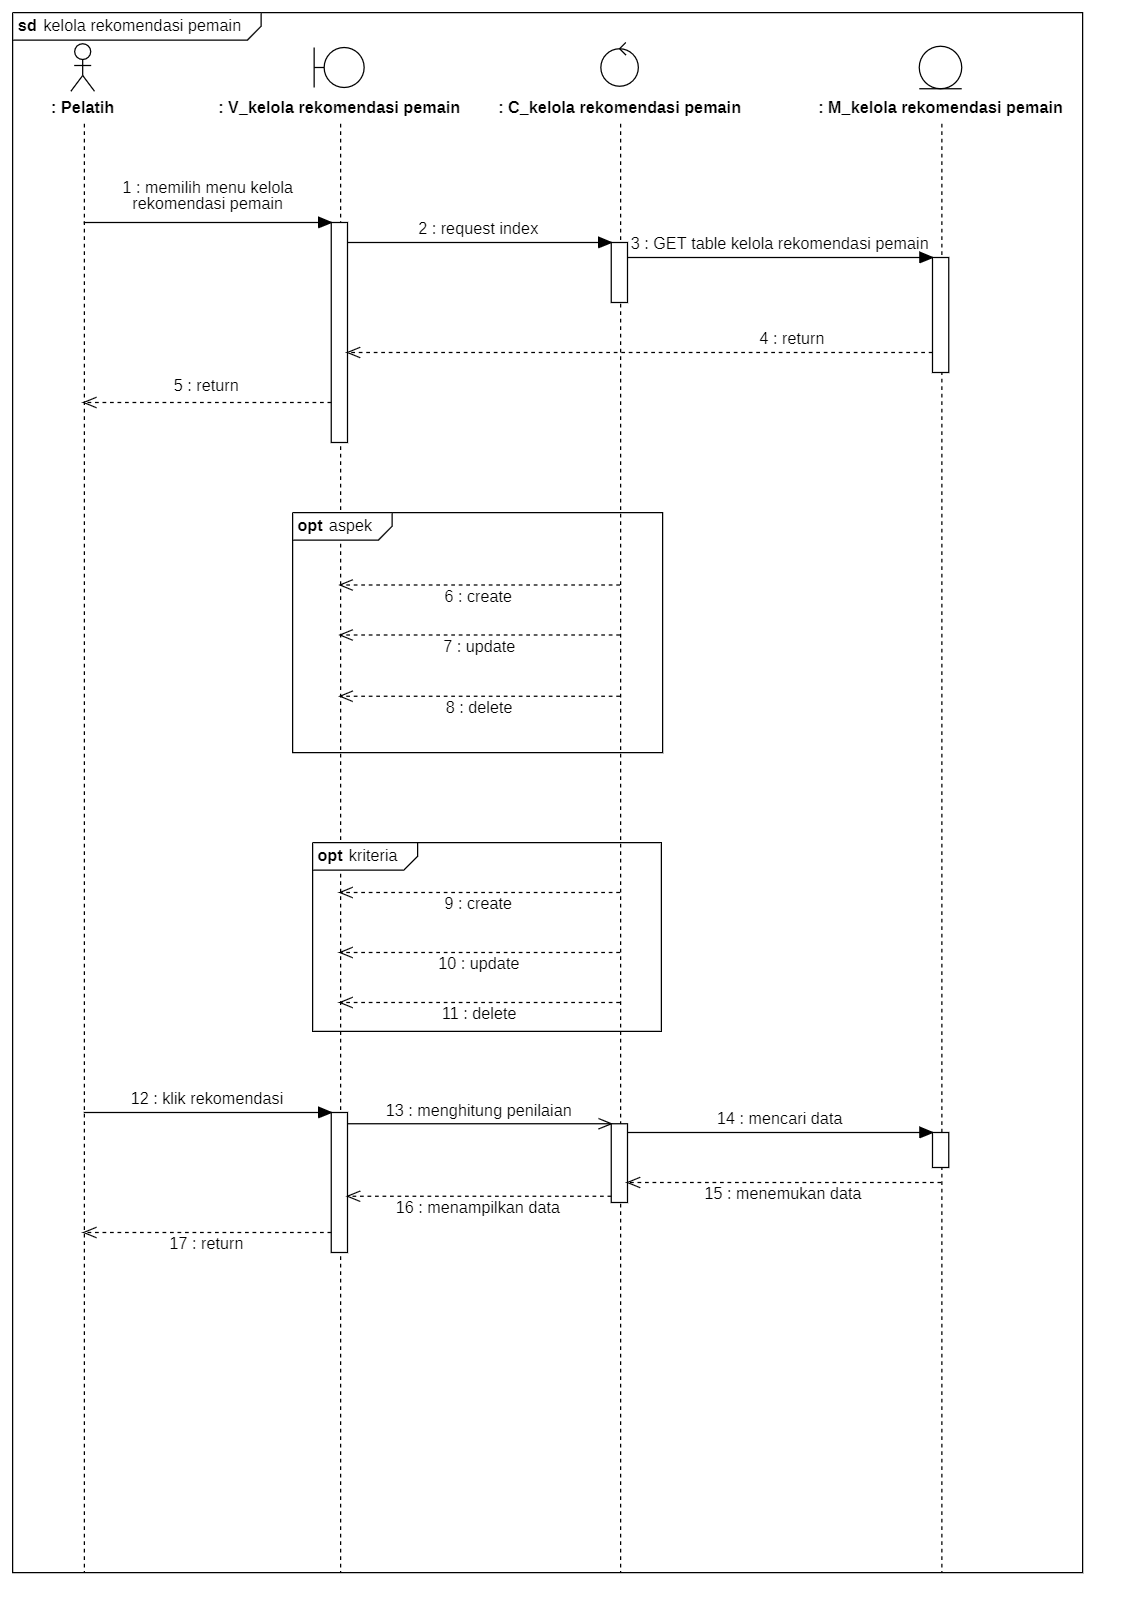 sd kelola rekomendasi pemain
: Pelatih
: V_kelola rekomendasi pemain
: C_kelola rekomendasi pemain
: M_kelola rekomendasi pemain
1 : memilih menu kelola
rekomendasi pemain
2 : request index
3 : GET table kelola rekomendasi pemain
4 : return
5 : return
opt aspek
6 : create
7 : update
8 : delete
opt kriteria
9 : create
10 : update
11 : delete
12 : klik rekomendasi
13 : menghitung penilaian
14 : mencari data
15 : menemukan data
16 : menampilkan data
17 : return